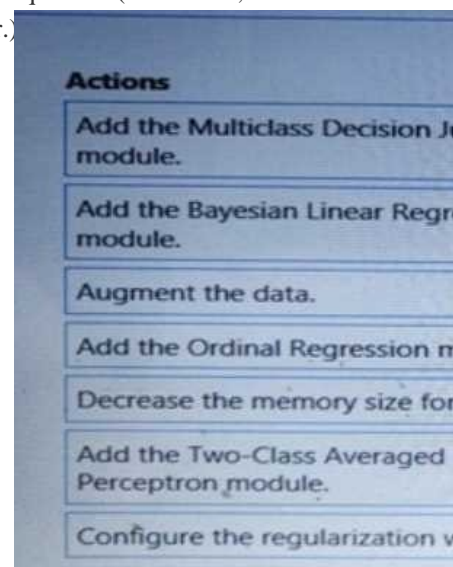 Actions
Add the Multiclass Decision
module.
Add the Bayesian Linear
module.
Augment the data.
Add the Ordinal Regression
Decrease the memory size for
Add the Two-Class Averaged
Perceptron module.
Configure the regularization